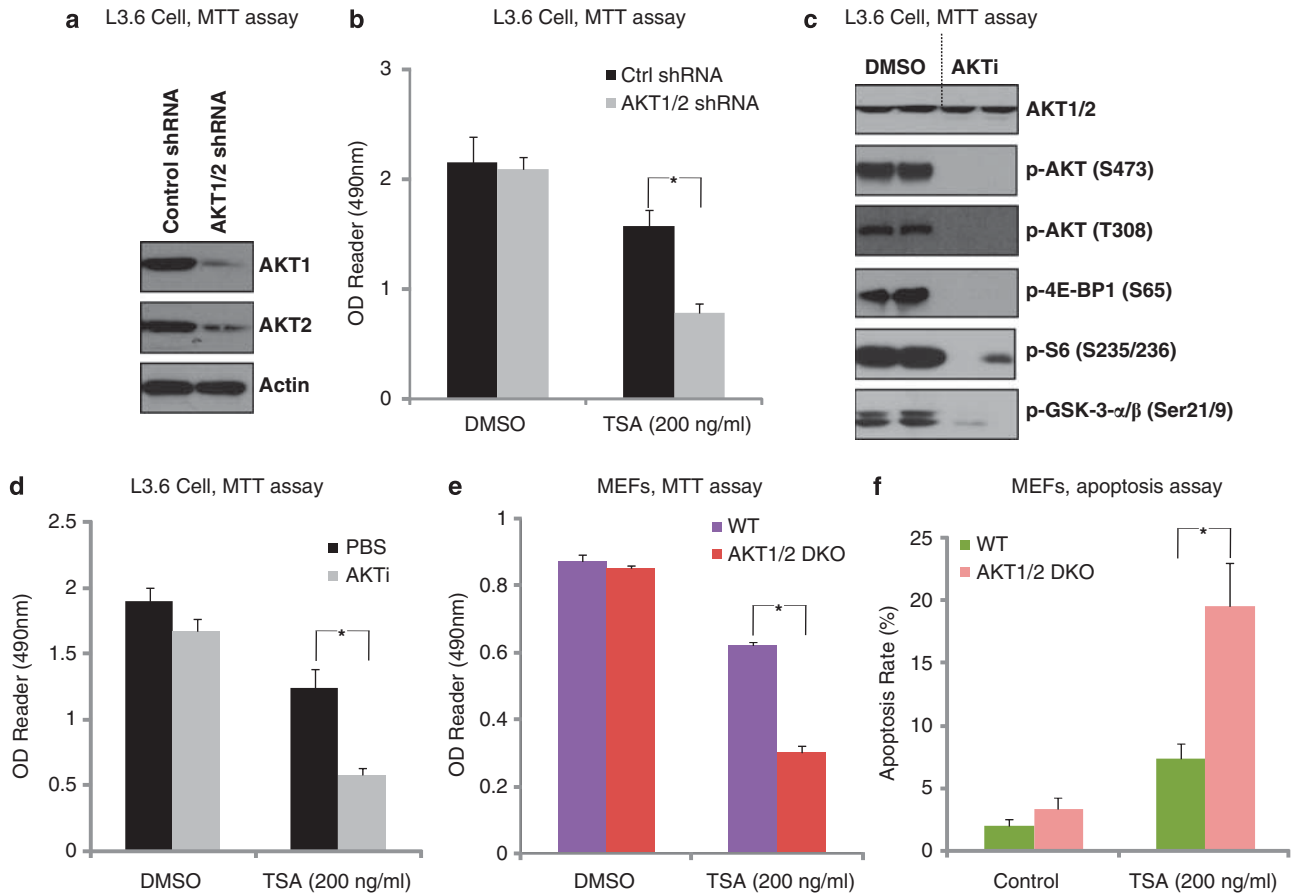 a
L3.6 Cell, MTT assay
Control shRNA
AKT1/2 shRNA
AKT1
AKT2
Actin
b
L3.6 Cell, MTT assay
Ctrl shRNA
AKT1/2 shRNA
OD Reader (490nm)
3
2
1
0
*
DMSO
TSA (200 ng/ml)
c
L3.6 Cell, MTT assay
DMSO
AKTi
AKT1/2
p-AKT (S473)
p-AKT (T308)
p-4E-BP1 (S65)
p-S6 (S235/236)
p-GSK-3-α/β (Ser21/9)
d
L3.6 Cell, MTT assay
PBS
AKTi
OD Reader (490nm)
2.5
2
1.5
1
0.5
0
*
DMSO
TSA (200 ng/ml)
e
MEFs, MTT assay
WT
AKT1/2 DKO
OD Reader (490nm)
1
0.8
0.6
0.4
0.2
0
*
DMSO
TSA (200 ng/ml)
f
MEFs, apoptosis assay
WT
AKT1/2 DKO
Apoptosis Rate (%)
25
20
15
10
5
0
*
Control
TSA (200 ng/ml)